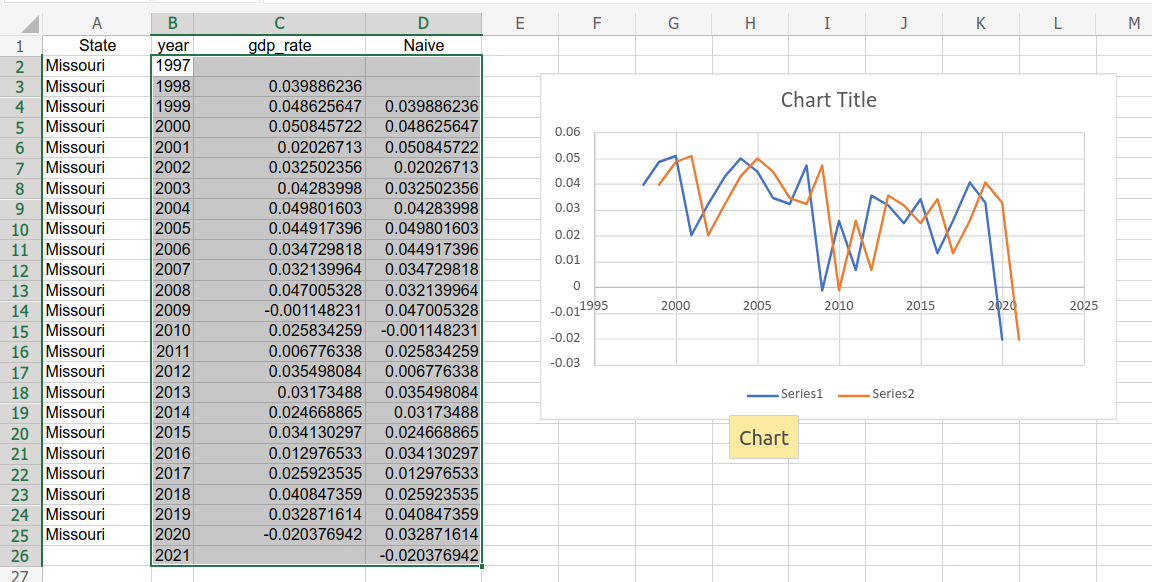 A B C D E F G H I J K L M
1 State year gdp_rate Naive
2 Missouri 1997
3 Missouri 1998 0.039886236
4 Missouri 1999 0.048625647 0.039886236
5 Missouri 2000 0.050845722 0.048625647
6 Missouri 2001 0.02026713 0.050845722
7 Missouri 2002 0.032502356 0.02026713
8 Missouri 2003 0.04283998 0.032502356
9 Missouri 2004 0.049801603 0.04283998
10 Missouri 2005 0.044917396 0.049801603
11 Missouri 2006 0.034729818 0.044917396
12 Missouri 2007 0.032139964 0.034729818
13 Missouri 2008 0.047005328 0.032139964
14 Missouri 2009 -0.001148231 0.047005328
15 Missouri 2010 0.025834259 -0.001148231
16 Missouri 2011 0.006776338 0.025834259
17 Missouri 2012 0.035498084 0.006776338
18 Missouri 2013 0.03173488 0.035498084
19 Missouri 2014 0.024668865 0.03173488
20 Missouri 2015 0.034130297 0.024668865
21 Missouri 2016 0.012976533 0.034130297
22 Missouri 2017 0.025923535 0.012976533
23 Missouri 2018 0.040847359 0.025923535
24 Missouri 2019 0.032871614 0.040847359
25 Missouri 2020 -0.020376942 0.032871614
26 2021 -0.020376942
27
Chart Title
0.06
0.05
0.04
0.03
0.02
0.01
0
-0.01
-0.02
-0.03
1995 2000 2005 2010 2015 2020 2025
Series1 Series2
Chart